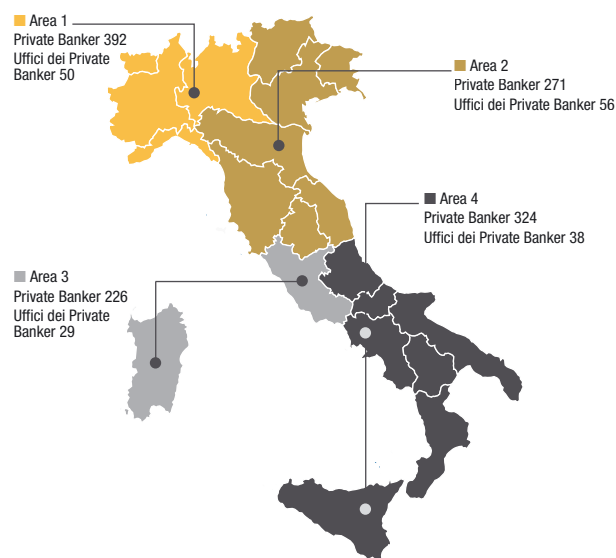 Area 1
Private Banker 392
Uffici dei Private
Banker 50
Area 2
Private Banker 271
Uffici dei Private Banker 56
Area 4
Private Banker 324
Uffici dei Private Banker 38
Area 3
Private Banker 226
Uffici dei Private
Banker 29